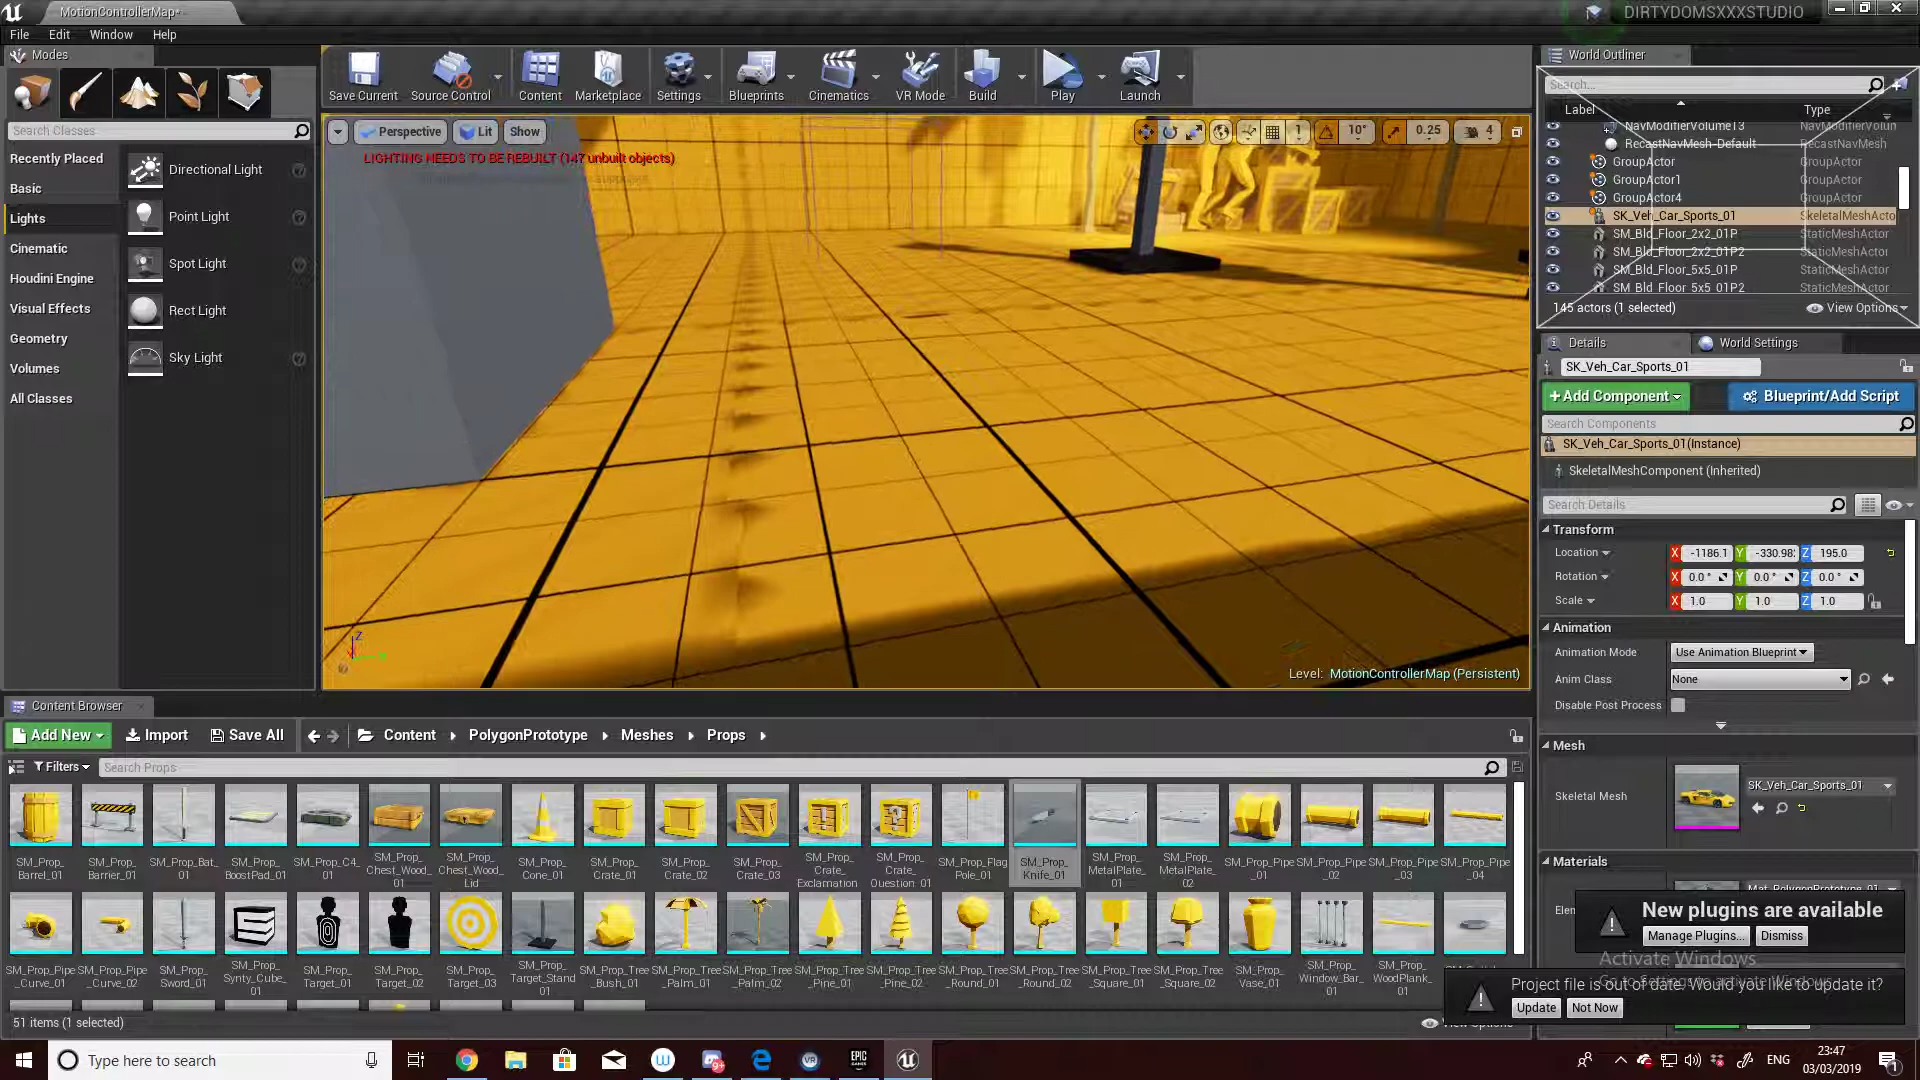 MotionControllerMap*
DIRTYDOMSXXXSTUDIO
File Edit Window Help
Modes
Search Classes
Recently Placed
Basic
Lights
Cinematic
Houdini Engine
Visual Effects
Geometry
Volumes
All Classes
Directional Light
Point Light
Spot Light
Rect Light
Sky Light
Save Current Source Control Content Marketplace Settings Blueprints Cinematics VR Mode Build Play Launch
Perspective Lit Show
1 10° 0.25 4
LIGHTING NEEDS TO BE REBUILT (147 unbuilt objects)
Level: MotionControllerMap (Persistent)
World Outliner
Search...
Label Type
NavModifierVolume13 NavModifierVolun
RecastNavMesh-Default RecastNavMesh
GroupActor GroupActor
GroupActor1 GroupActor
GroupActor4 GroupActor
SK_Veh_Car_Sports_01 SkeletalMeshActo
SM_Bld_Floor_2x2_01P StaticMeshActor
SM_Bld_Floor_2x2_01P2 StaticMeshActor
SM_Bld_Floor_5x5_01P StaticMeshActor
SM_Bld_Floor_5x5_01P2 StaticMeshActor
145 actors (1 selected) View Options
Details World Settings
SK_Veh_Car_Sports_01
+Add Component Blueprint/Add Script
Search Components
SK_Veh_Car_Sports_01(Instance)
SkeletalMeshComponent (Inherited)
Search Details
Transform
Location X -1186.1 Y -330.98 Z 195.0
Rotation X 0.0° Y 0.0° Z 0.0°
Scale X 1.0 Y 1.0 Z 1.0
Animation
Animation Mode Use Animation Blueprint
Anim Class None
Disable Post Process
Mesh
Skeletal Mesh SK_Veh_Car_Sports_01
Materials
Mat_PolygonPrototype_01
Elen
New plugins are available
Manage Plugins... Dismiss
Activate Windows
Project file is out of date. Would you like to update it?
Update Not Now
Content Browser
Add New Import Save All Content PolygonPrototype Meshes Props
Filters Search Props
SM_Prop_Barrel_01
SM_Prop_Barrier_01
SM_Prop_Bat_01
SM_Prop_BoostPad_01
SM_Prop_C4_01
SM_Prop_Chest_Wood_01
SM_Prop_Chest_Wood_Lid
SM_Prop_Cone_01
SM_Prop_Crate_01
SM_Prop_Crate_02
SM_Prop_Crate_03
SM_Prop_Crate_Exclamation
SM_Prop_Crate_Question_01
SM_Prop_Flag Pole_01
SM_Prop_Knife_01
SM_Prop_MetalPlate_01
SM_Prop_MetalPlate_02
SM_Prop_Pipe_01
SM_Prop_Pipe_02
SM_Prop_Pipe_03
SM_Prop_Pipe_04
SM_Prop_Pipe_Curve_01
SM_Prop_Pipe_Curve_02
SM_Prop_Sword_01
SM_Prop_Synty_Cube_01
SM_Prop_Target_01
SM_Prop_Target_02
SM_Prop_Target_03
SM_Prop_Target_Stand_01
SM_Prop_Tree_Bush_01
SM_Prop_Tree_Palm_01
SM_Prop_Tree_Palm_02
SM_Prop_Tree_Pine_01
SM_Prop_Tree_Pine_02
SM_Prop_Tree_Round_01
SM_Prop_Tree_Round_02
SM_Prop_Tree_Square_01
SM_Prop_Tree_Square_02
SM_Prop_Vase_01
SM_Prop_Window_Bar_01
SM_Prop_WoodPlank_01
51 items (1 selected)
Type here to search
EPIC GAMES
ENG
23:47
03/03/2019